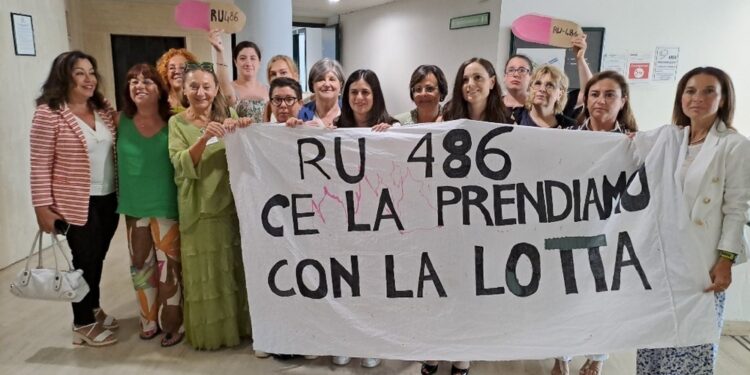 RU486
RU-486
RU 486
CE LA PRENDIAMO
CON LA LOTTA